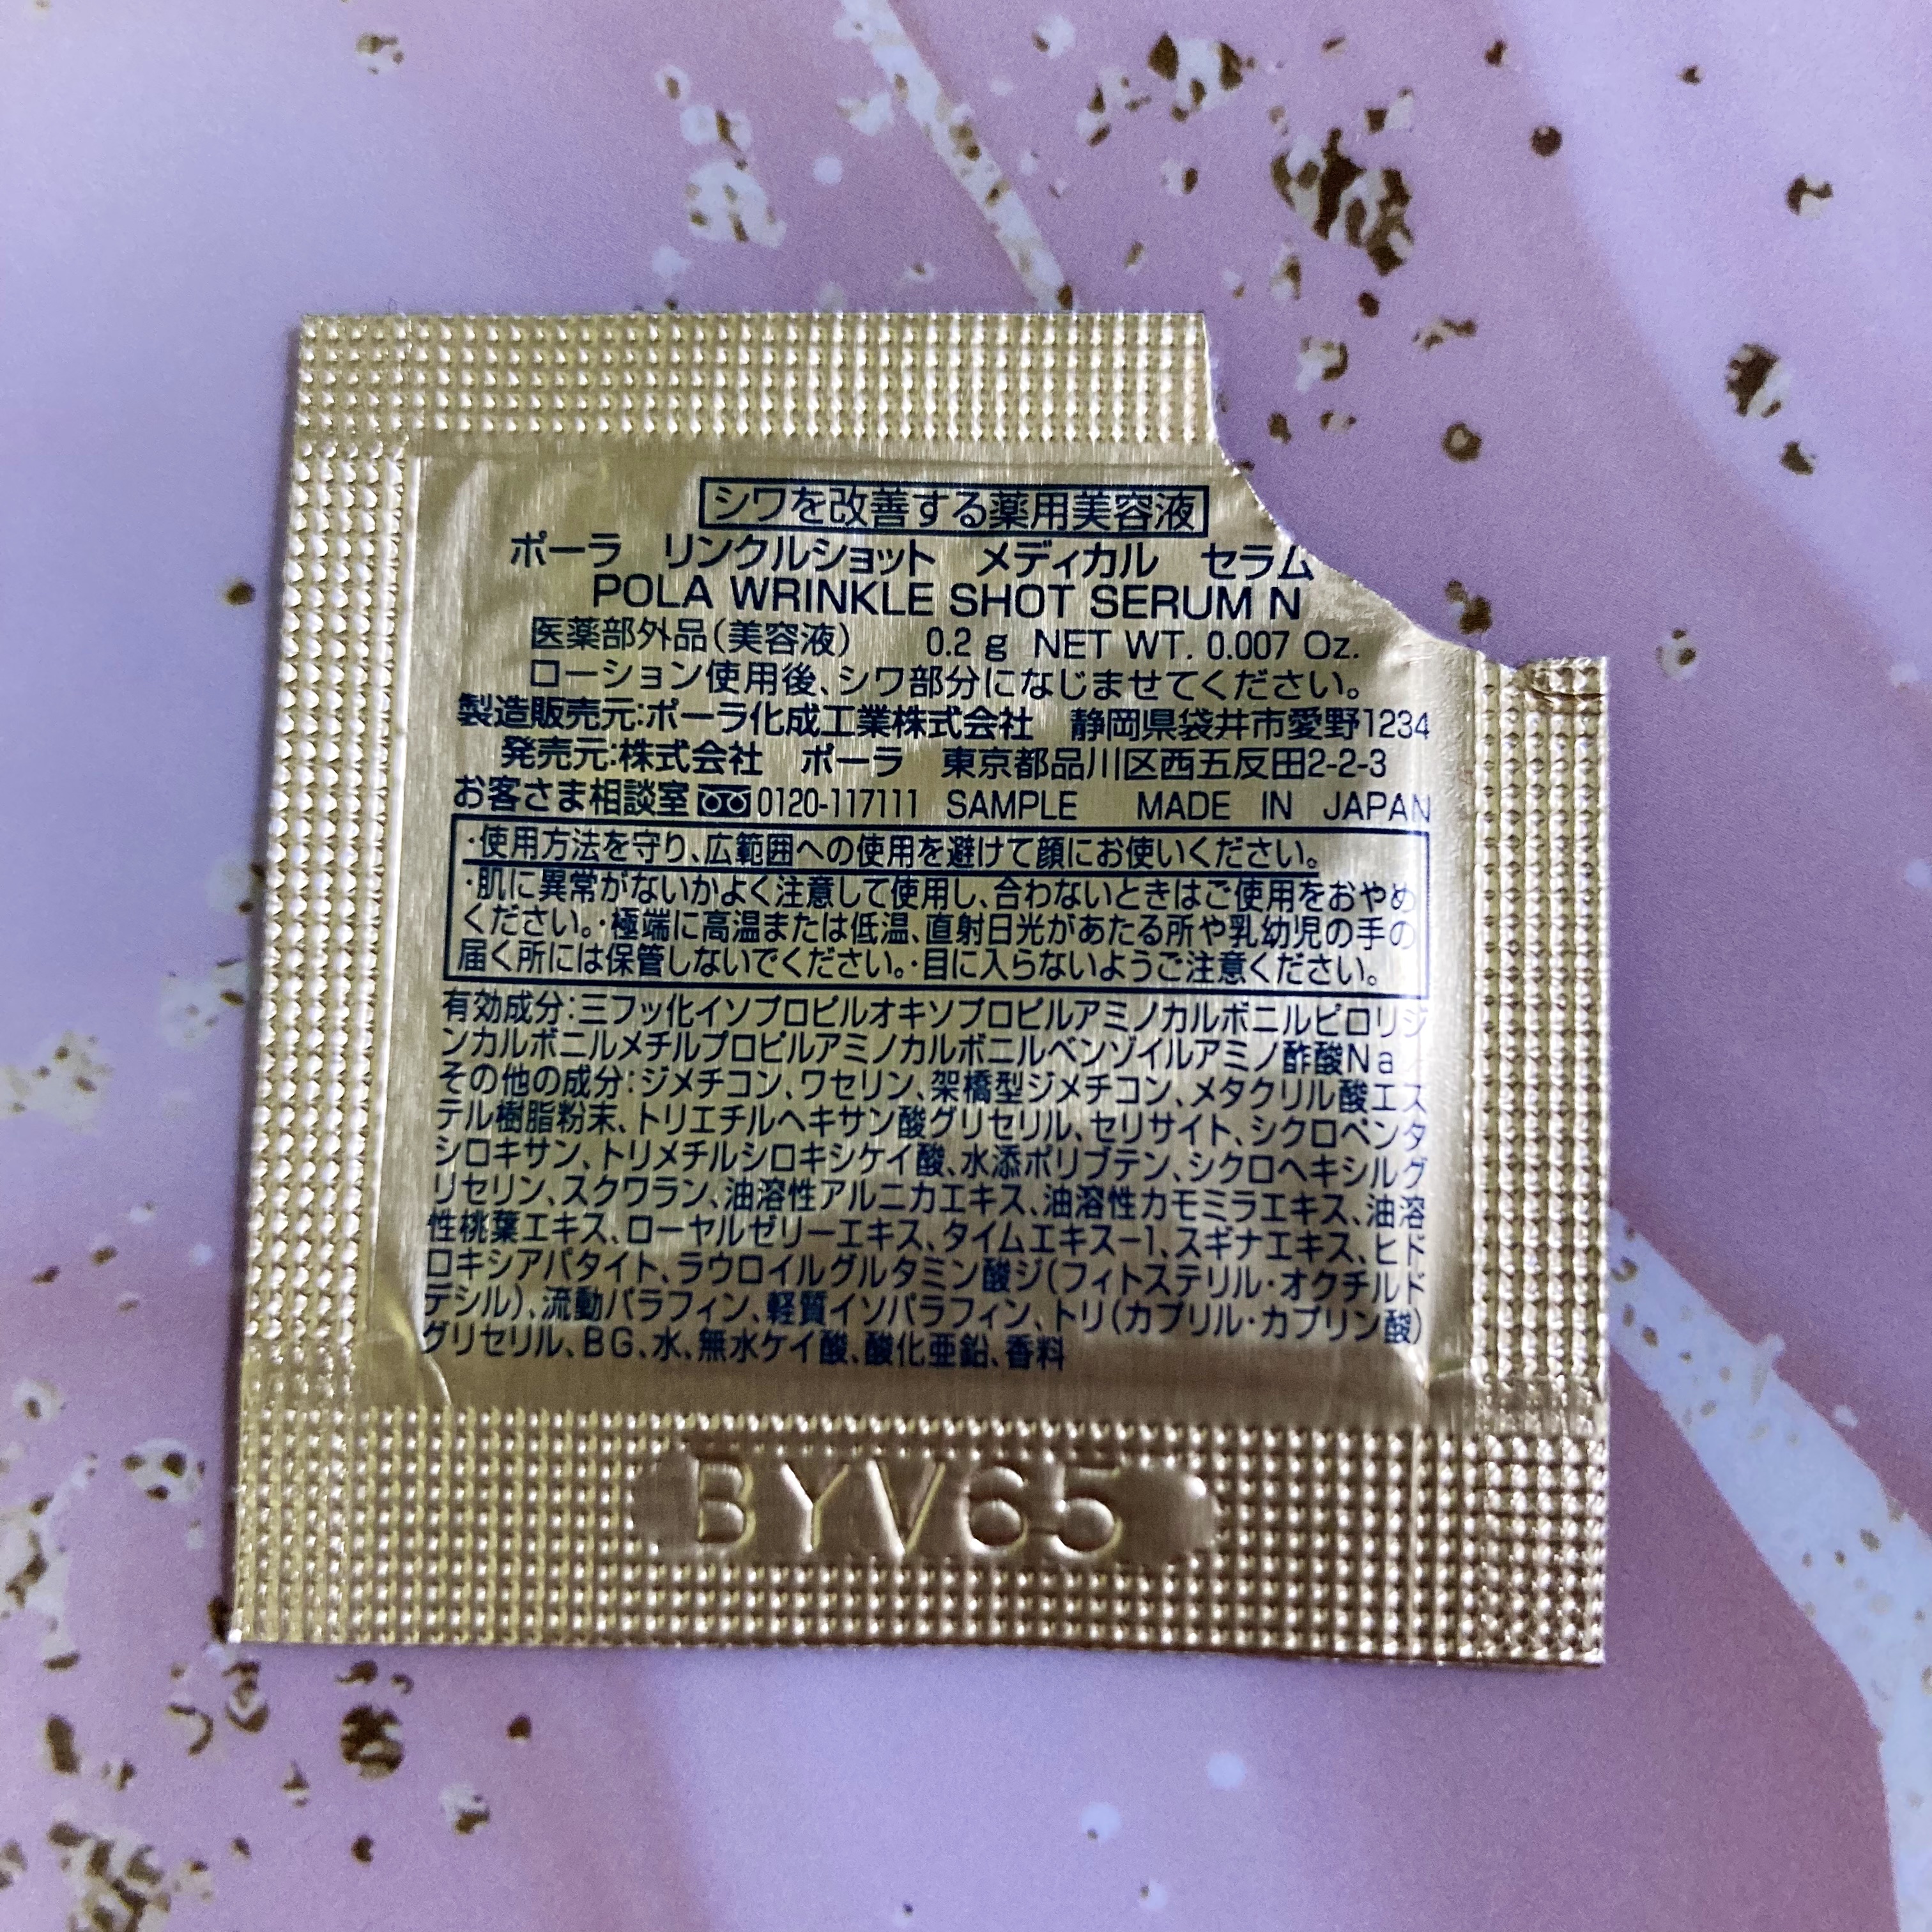 シワを改善する薬用美容液
ポーラ リンクルショット メディカル セラム
POLA WRINKLE SHOT SERUM N
医薬部外品(美容液) 0.2 g NET WT. 0.007 Oz.
ローション使用後、シワ部分になじませてください。
製造販売元:ポーラ化成工業株式会社 静岡県袋井市愛野1234
発売元:株式会社 ポーラ 東京都品川区西五反田2-2-3
お客さま相談室 0120-117111 SAMPLE MADE IN JAPAN
・使用方法を守り、広範囲への使用を避けて顔にお使いください。
・肌に異常がないかよく注意して使用し、合わないときはご使用をおやめ
ください。・極端に高温または低温、直射日光があたる所や乳幼児の手の
届く所には保管しないでください。・目に入らないようご注意ください。
有効成分:三フッ化イソプロピルオキソプロピルアミノカルボニルピロリジ
ンカルボニルメチルプロピルアミノカルボニルベンゾイルアミノ酢酸Na
その他の成分:ジメチコン、ワセリン、架橋型ジメチコン、メタクリル酸エス
テル樹脂粉末、トリエチルヘキサン酸グリセリル、セリサイト、シクロペンタ
シロキサン、トリメチルシロキシケイ酸、水添ポリブテン、シクロヘキシルグ
リセリン、スクワラン、油溶性アルニカエキス、油溶性カモミラエキス、油溶
性桃葉エキス、ローヤルゼリーエキス、タイムエキス-1、スギナエキス、ヒド
ロキシアパタイト、ラウロイルグルタミン酸ジ(フィトステリル・オクチルド
デシル)、流動パラフィン、軽質イソパラフィン、トリ(カプリル・カプリン酸)
グリセリル、BG、水、無水ケイ酸、酸化亜鉛、香料
BYV65